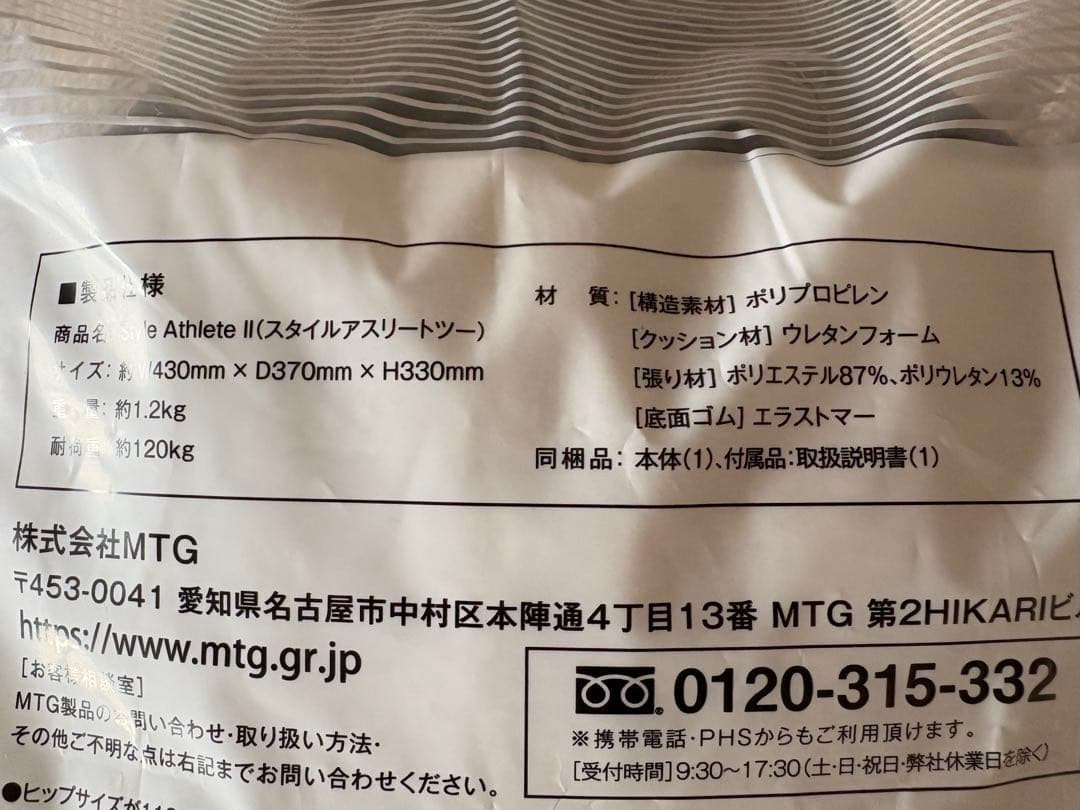 ■製品仕様
商品名 Style Athlete II(スタイルアスリートツー)
サイズ: 約W430mm × D370mm × H330mm
重 量: 約1.2kg
耐荷重: 約120kg
材 質: [構造素材] ポリプロピレン
[クッション材] ウレタンフォーム
[張り材] ポリエステル87%、ポリウレタン13%
[底面ゴム] エラストマー
同梱品: 本体(1)、付属品:取扱説明書(1)
株式会社MTG
〒453-0041 愛知県名古屋市中村区本陣通4丁目13番 MTG 第2HIKARIビ
https://www.mtg.gr.jp
[お客様相談室]
MTG製品のお問い合わせ・取り扱い方法・
その他ご不明な点は右記までお問い合わせください。
0120-315-332
※携帯電話・PHSからもご利用頂けます。
[受付時間]9:30〜17:30(土・日・祝日・弊社休業日を除く)
●ヒップサイズが